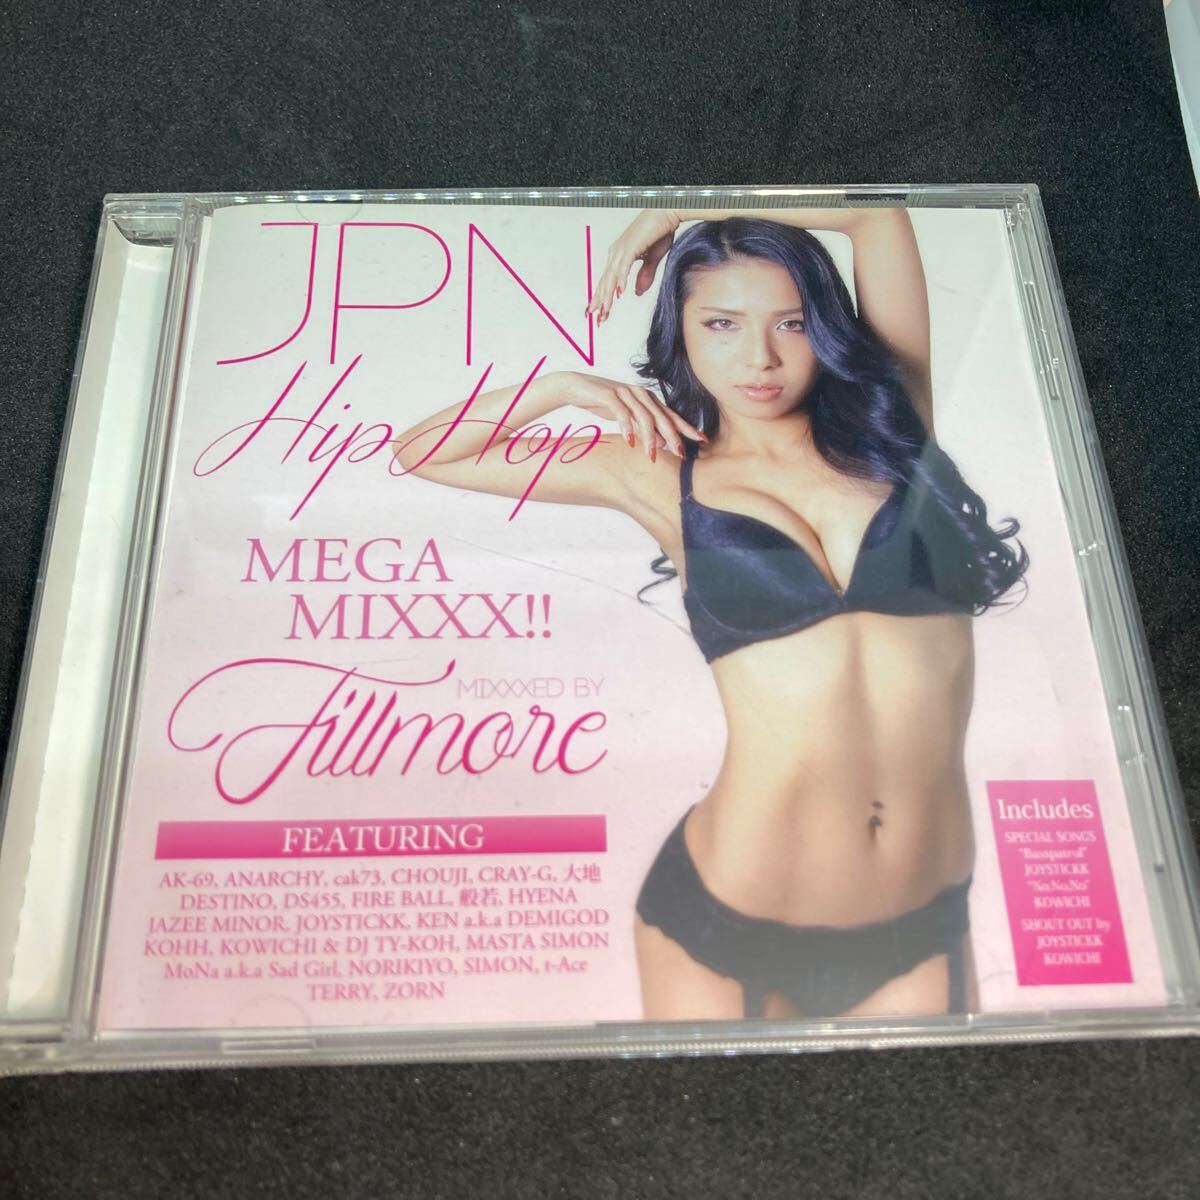 JPN
Hip Hop
MEGA
MIXXX!!
MIXXXED BY
Fillmore
FEATURING
AK-69, ANARCHY, cak73, CHOUJI, CRAY-G, 大地
DESTINO, DS455, FIRE BALL, 般若, HYENA
JAZEE MINOR, JOYSTICKK, KEN a.k.a DEMIGOD
KOHH, KOWICHI & DJ TY-KOH, MASTA SIMON
MoNa a.k.a Sad Girl, NORIKIYO, SIMON, t-Ace
TERRY, ZORN
Includes
SPECIAL SONGS
"Basspatrol"
JOYSTICKK
"No,No,No"
KOWICHI
SHOUT OUT by
JOYSTICKK
KOWICHI